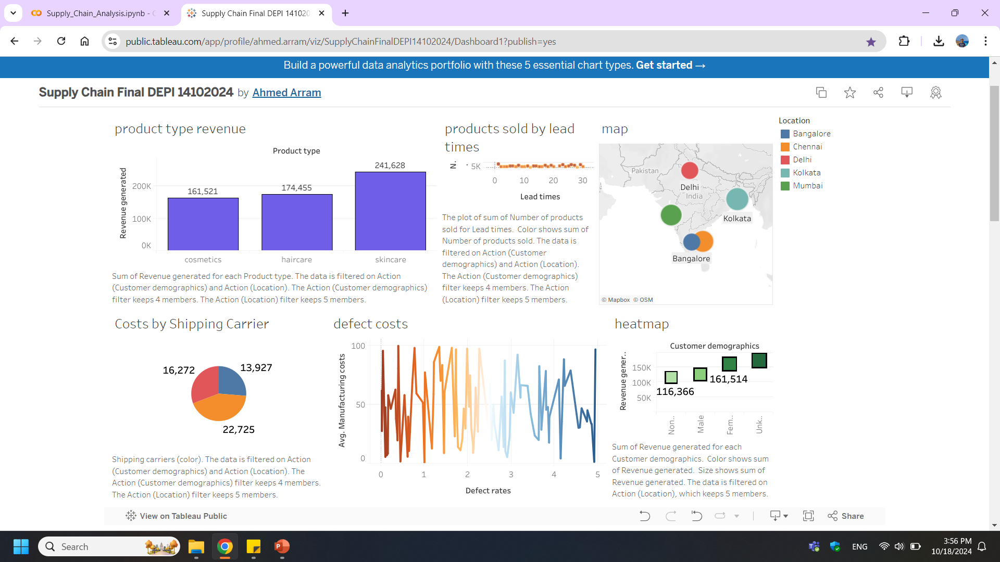 Supply_Chain_Analysis.ipynb -
Supply Chain Final DEPI 141020
public.tableau.com/app/profile/ahmed.arram/viz/SupplyChainFinalDEPI14102024/Dashboard1?publish=yes
Build a powerful data analytics portfolio with these 5 essential chart types. Get started →
Supply Chain Final DEPI 14102024 by Ahmed Arram
product type revenue
Product type
Revenue generated
200K
100K
0K
161,521
174,455
241,628
cosmetics
haircare
skincare
Sum of Revenue generated for each Product type. The data is filtered on Action
(Customer demographics) and Action (Location). The Action (Customer demographics)
filter keeps 4 members. The Action (Location) filter keeps 5 members.
products sold by lead
times
N.
5K
0 10 20 30
Lead times
The plot of sum of Number of products
sold for Lead times. Color shows sum of
Number of products sold. The data is
filtered on Action (Customer
demographics) and Action (Location).
The Action (Customer demographics)
filter keeps 4 members. The Action
(Location) filter keeps 5 members.
map
Pakistan
Delhi
India
Kolkata
Bangalore
© Mapbox © OSM
Location
Bangalore
Chennai
Delhi
Kolkata
Mumbai
Costs by Shipping Carrier
16,272
13,927
22,725
Shipping carriers (color). The data is filtered on Action
(Customer demographics) and Action (Location). The
Action (Customer demographics) filter keeps 4 members.
The Action (Location) filter keeps 5 members.
defect costs
Avg. Manufacturing costs
100
50
0
0 1 2 3 4 5
Defect rates
heatmap
Customer demographics
Revenue gener..
150K
100K
50K
116,366
161,514
Non..
Male
Fem..
Unk..
Sum of Revenue generated for each
Customer demographics. Color shows sum
of Revenue generated. Size shows sum of
Revenue generated. The data is filtered on
Action (Location), which keeps 5 members.
View on Tableau Public
Share
Search
ENG
3:56 PM
10/18/2024